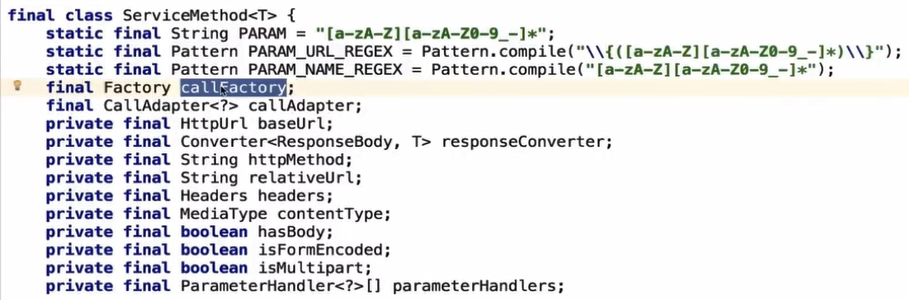 final class ServiceMethod<T> {
static final String PARAM = "[a-zA-Z][a-zA-Z0-9_-]*";
static final Pattern PARAM_URL_REGEX = Pattern.compile("\\{([a-zA-Z][a-zA-Z0-9_-]*)\\}");
static final Pattern PARAM_NAME_REGEX = Pattern.compile("[a-zA-Z][a-zA-Z0-9_-]*");
final Factory callFactory;
final CallAdapter<?> callAdapter;
private final HttpUrl baseUrl;
private final Converter<ResponseBody, T> responseConverter;
private final String httpMethod;
private final String relativeUrl;
private final Headers headers;
private final MediaType contentType;
private final boolean hasBody;
private final boolean isFormEncoded;
private final boolean isMultipart;
private final ParameterHandler<?>[] parameterHandlers;